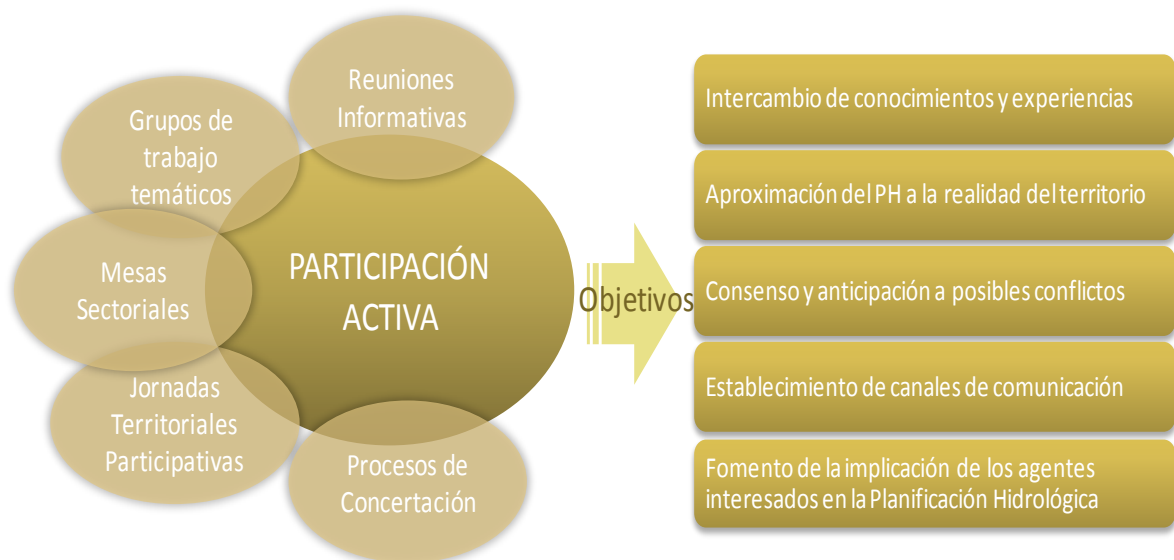 Reuniones
Informativas
Grupos de
trabajo
temáticos
Mesas
Sectoriales
Jornadas
Territoriales
Participativas
Procesos de
Concertación
PARTICIPACIÓN
ACTIVA
Objetivos
Intercambio de conocimientos y experiencias
Aproximación del PH a la realidad del territorio
Consenso y anticipación a posibles conflictos
Establecimiento de canales de comunicación
Fomento de la implicación de los agentes
interesados en la Planificación Hidrológica